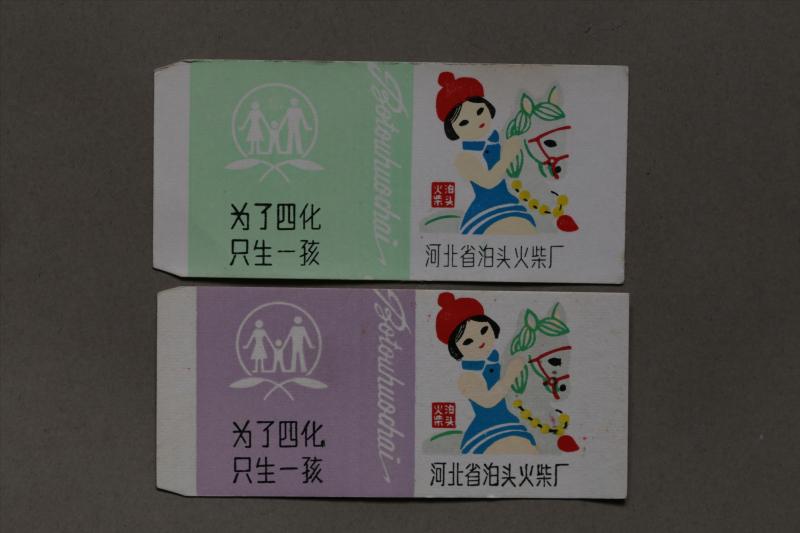 为了四化
只生一孩
Botouhuochai
泊头
火柴
河北省泊头火柴厂
为了四化
只生一孩
Botouhuochai
泊头
火柴
河北省泊头火柴厂